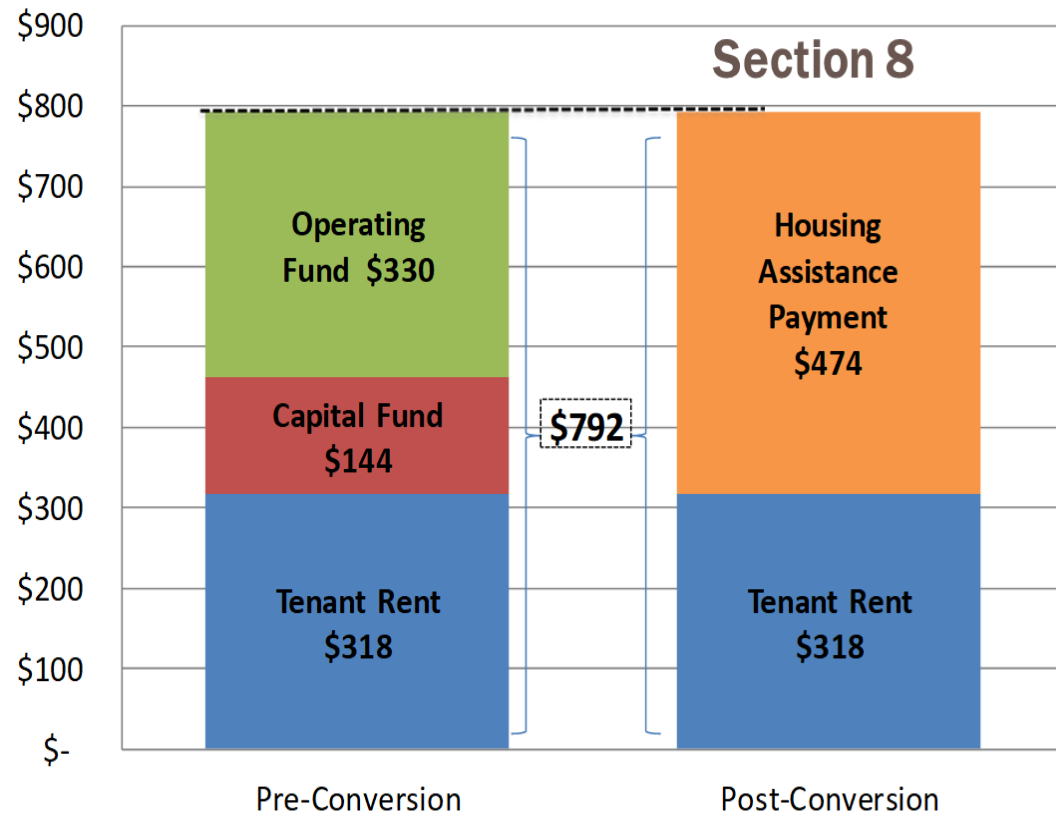 $900
Section 8
$800
$700
$600
$500
$400
$300
$200
$100
$-
Operating
Fund $330
Capital Fund
$144
Tenant Rent
$318
$792
Housing
Assistance
Payment
$474
Tenant Rent
$318
Pre-Conversion
Post-Conversion